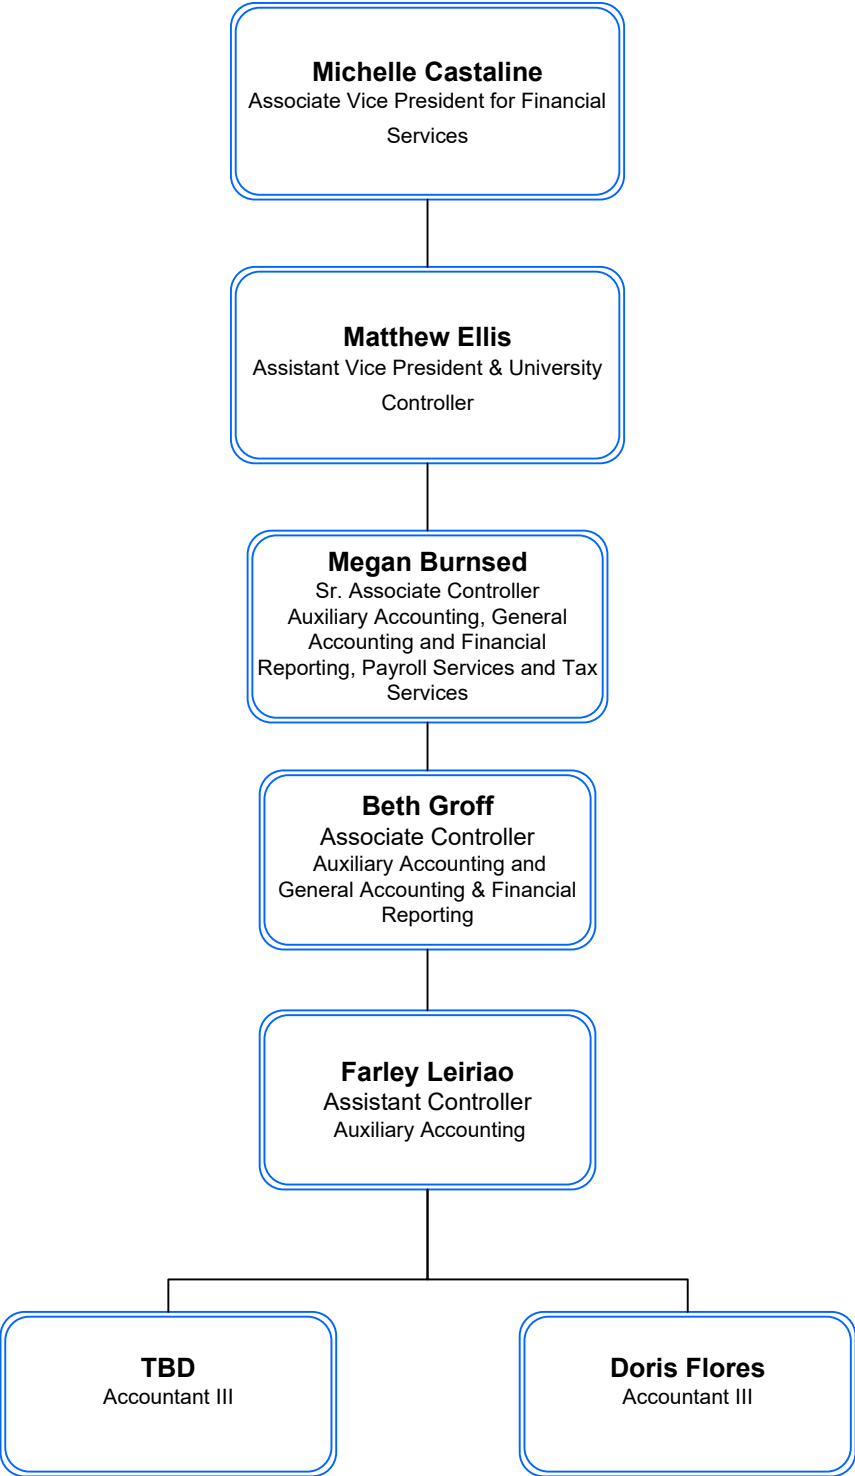 Michelle Castaline
Associate Vice President for Financial
Services
Matthew Ellis
Assistant Vice President & University
Controller
Megan Burnsed
Sr. Associate Controller
Auxiliary Accounting, General
Accounting and Financial
Reporting, Payroll Services and Tax
Services
Beth Groff
Associate Controller
Auxiliary Accounting and
General Accounting & Financial
Reporting
Farley Leiriao
Assistant Controller
Auxiliary Accounting
TBD
Accountant III
Doris Flores
Accountant III